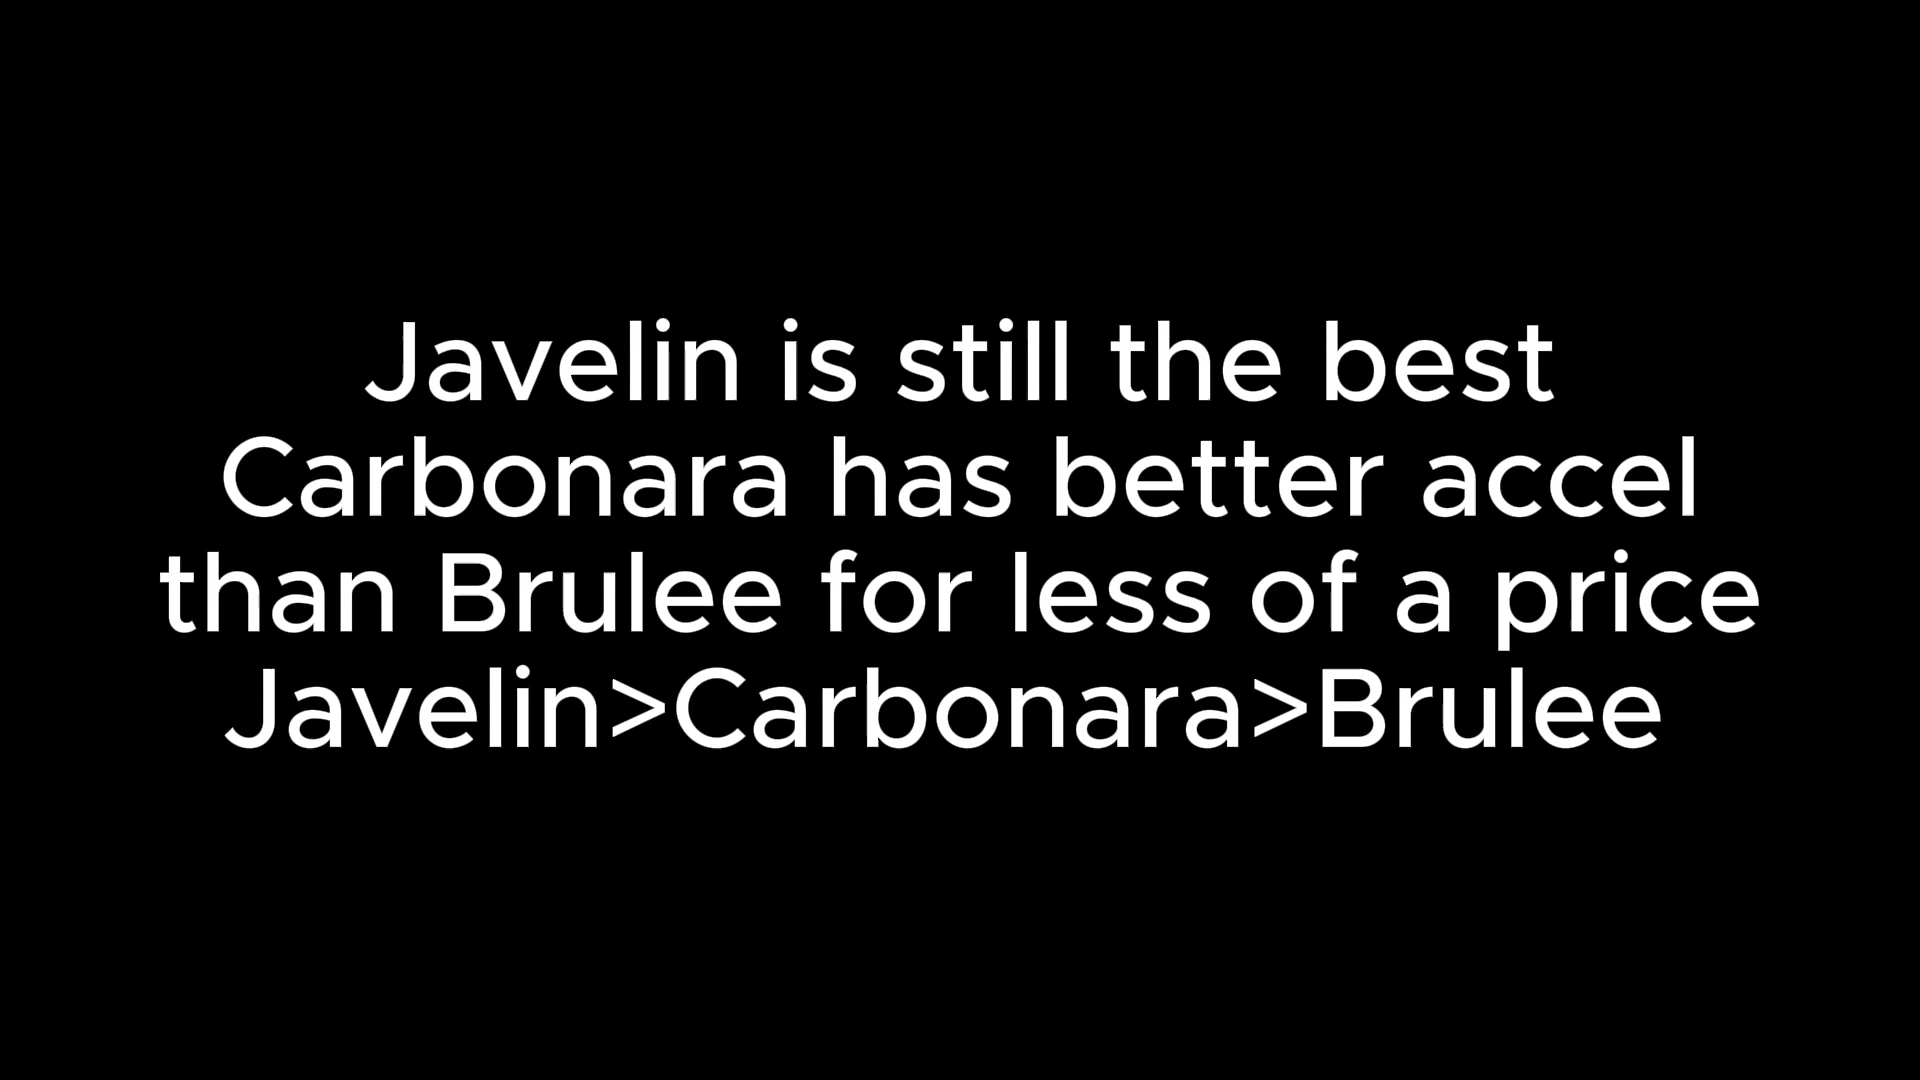 Javelin is still the best
Carbonara has better accel
than Brulee for less of a price
Javelin>Carbonara>Brulee